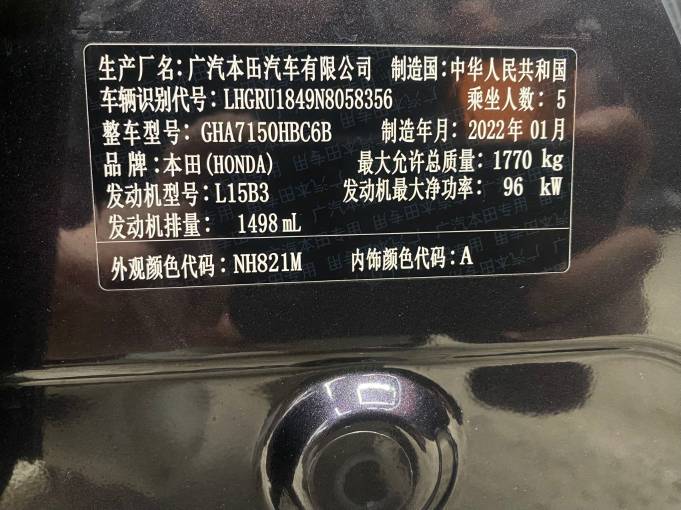 生产厂名:广汽本田汽车有限公司 制造国:中华人民共和国
车辆识别代号:LHGRU1849N8058356 乘坐人数: 5
整车型号:GHA7150HBC6B 制造年月:2022年01月
品 牌:本田(HONDA) 最大允许总质量:1770 kg
发动机型号:L15B3 发动机最大净功率: 96 kW
发动机排量: 1498 mL
外观颜色代码:NH821M 内饰颜色代码:A